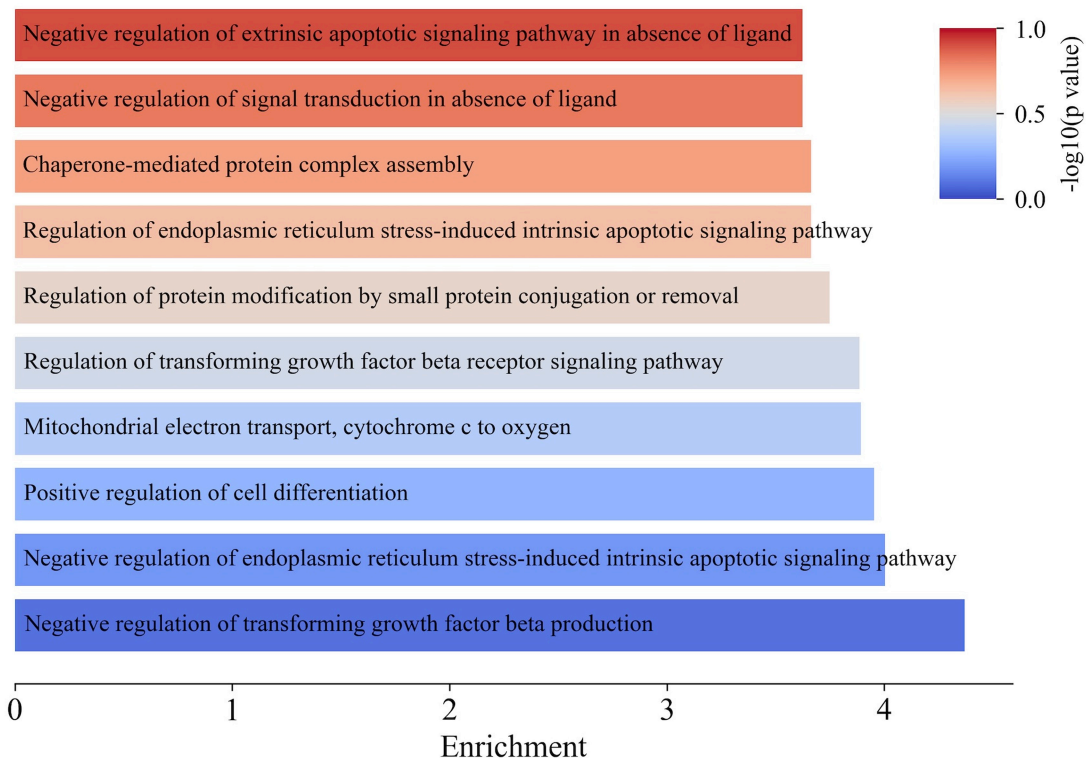 Negative regulation of extrinsic apoptotic signaling pathway in absence of ligand
Negative regulation of signal transduction in absence of ligand
Chaperone-mediated protein complex assembly
Regulation of endoplasmic reticulum stress-induced intrinsic apoptotic signaling pathway
Regulation of protein modification by small protein conjugation or removal
Regulation of transforming growth factor beta receptor signaling pathway
Mitochondrial electron transport, cytochrome c to oxygen
Positive regulation of cell differentiation
Negative regulation of endoplasmic reticulum stress-induced intrinsic apoptotic signaling pathway
Negative regulation of transforming growth factor beta production
0 1 2 3 4
Enrichment
1.0
0.5
0.0
-log10(p value)